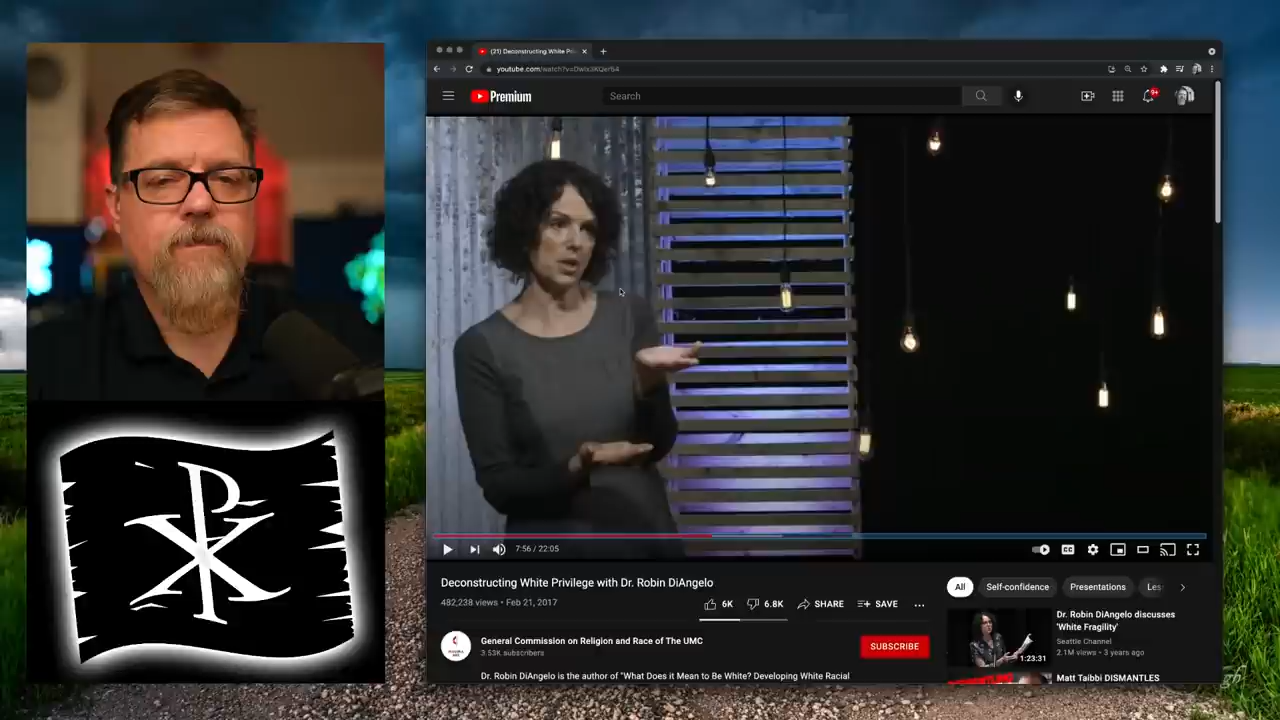 (21) Deconstructing White Pri
youtube.com/watch?v=Dwlx3KQer54
Premium
Search
9+
7:56 / 22:05
CC
Deconstructing White Privilege with Dr. Robin DiAngelo
482,238 views • Feb 21, 2017
6K
6.8K
SHARE
SAVE
General Commission on Religion and Race of The UMC
3.53K subscribers
SUBSCRIBE
Dr. Robin DiAngelo is the author of "What Does it Mean to Be White? Developing White Racial
All
Self-confidence
Presentations
Les
Dr. Robin DiAngelo discusses
'White Fragility'
Seattle Channel
2.1M views • 3 years ago
1:23:31
Matt Taibbi DISMANTLES